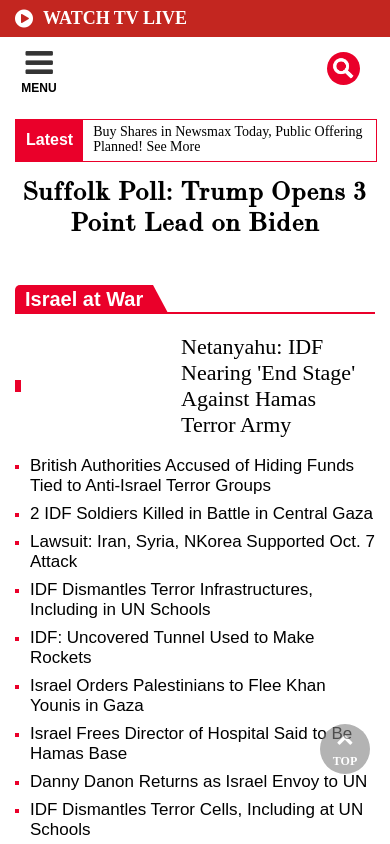 WATCH TV LIVE
MENU
Latest
Buy Shares in Newsmax Today, Public Offering
Planned! See More
Suffolk Poll: Trump Opens 3
Point Lead on Biden
Israel at War
Netanyahu: IDF
Nearing 'End Stage'
Against Hamas
Terror Army
British Authorities Accused of Hiding Funds
Tied to Anti-Israel Terror Groups
2 IDF Soldiers Killed in Battle in Central Gaza
Lawsuit: Iran, Syria, NKorea Supported Oct. 7
Attack
IDF Dismantles Terror Infrastructures,
Including in UN Schools
IDF: Uncovered Tunnel Used to Make
Rockets
Israel Orders Palestinians to Flee Khan
Younis in Gaza
Israel Frees Director of Hospital Said to Be
Hamas Base
TOP
Danny Danon Returns as Israel Envoy to UN
IDF Dismantles Terror Cells, Including at UN
Schools